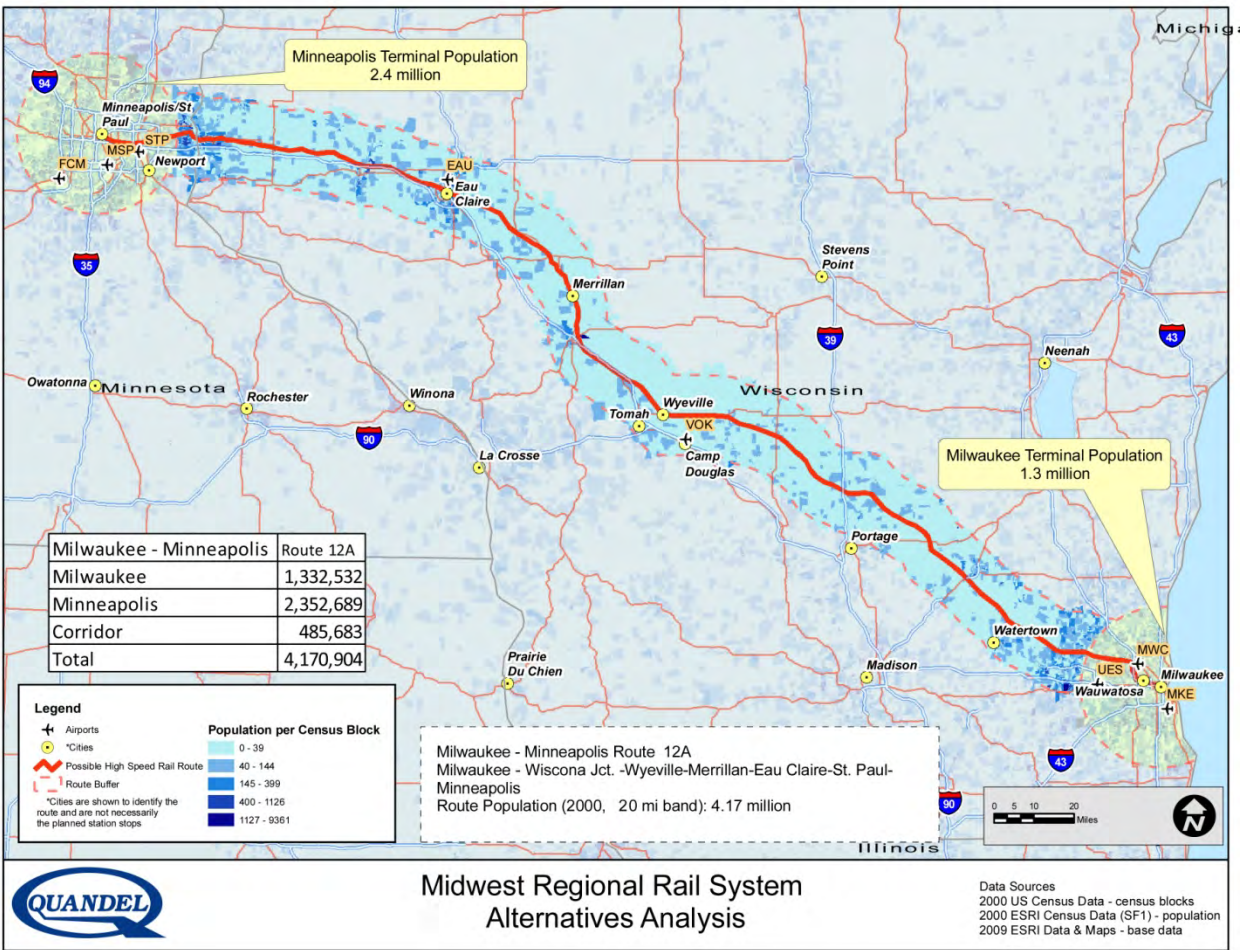 Michiga
Minneapolis Terminal Population
2.4 million
94
Minneapolis/St
Paul
STP
MSP
FCM
Newport
EAU
Eau
Claire
35
Merrillan
Stevens
Point
39
43
Neenah
Owatonna
Minnesota
Rochester
Winona
Wisconsin
90
Tomah
Wyeville
VOK
Camp
Douglas
La Crosse
Milwaukee Terminal Population
1.3 million
Portage
Watertown
Madison
MWC
UES
Milwaukee
Wauwatosa
MKE
Prairie
Du Chien
43
90
Illinois
Milwaukee - Minneapolis Route 12A
Milwaukee 1,332,532
Minneapolis 2,352,689
Corridor 485,683
Total 4,170,904
Legend
Airports
*Cities
Possible High Speed Rail Route
Route Buffer
*Cities are shown to identify the
route and are not necessarily
the planned station stops
Population per Census Block
0 - 39
40 - 144
145 - 399
400 - 1126
1127 - 9361
Milwaukee - Minneapolis Route 12A
Milwaukee - Wiscona Jct. -Wyeville-Merrillan-Eau Claire-St. Paul-
Minneapolis
Route Population (2000, 20 mi band): 4.17 million
0 5 10 20
Miles
N
QUANDEL
Midwest Regional Rail System
Alternatives Analysis
Data Sources
2000 US Census Data - census blocks
2000 ESRI Census Data (SF1) - population
2009 ESRI Data & Maps - base data